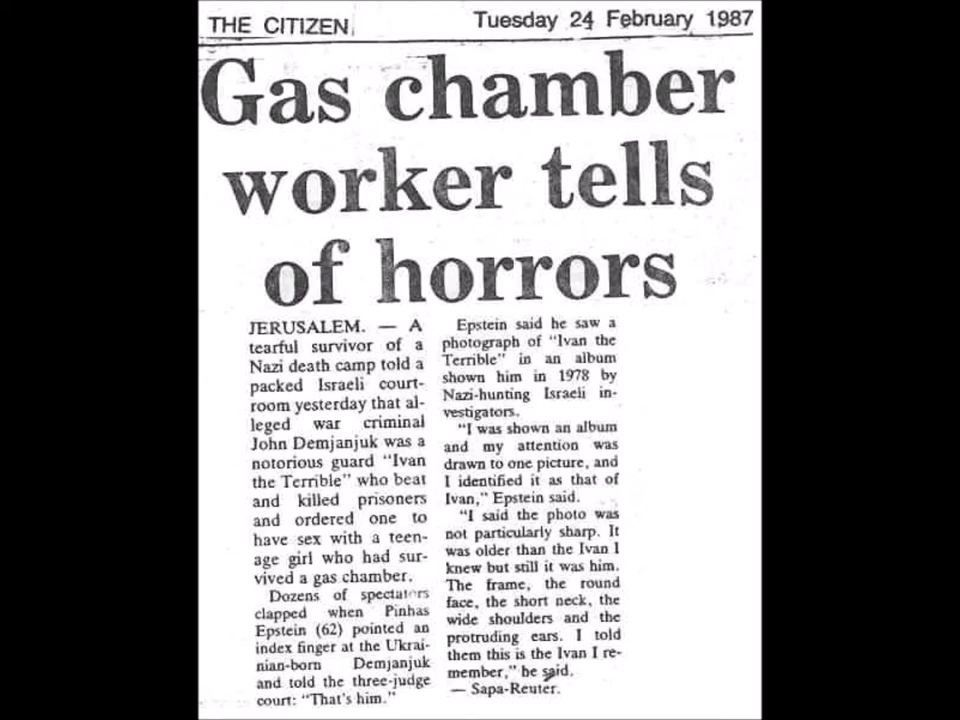 THE CITIZEN
Tuesday 24 February 1987
Gas chamber
worker tells
of horrors
JERUSALEM. — A
tearful survivor of a
Nazi death camp told a
packed Israeli court-
room yesterday that al-
leged war criminal
John Demjanjuk was a
notorious guard "Ivan
the Terrible" who beat
and killed prisoners
and ordered one to
have sex with a teen-
age girl who had sur-
vived a gas chamber.
Dozens of spectators
clapped when Pinhas
Epstein (62) pointed an
index finger at the Ukrai-
nian-born Demjanjuk
and told the three-judge
court: "That's him."
Epstein said he saw a
photograph of "Ivan the
Terrible" in an album
shown him in 1978 by
Nazi-hunting Israeli in-
vestigators.
"I was shown an album
and my attention was
drawn to one picture, and
I identified it as that of
Ivan," Epstein said.
"I said the photo was
not particularly sharp. It
was older than the Ivan I
knew but still it was him.
The frame, the round
face, the short neck, the
wide shoulders and the
protruding ears. I told
them this is the Ivan I re-
member," he said.
— Sapa-Reuter.